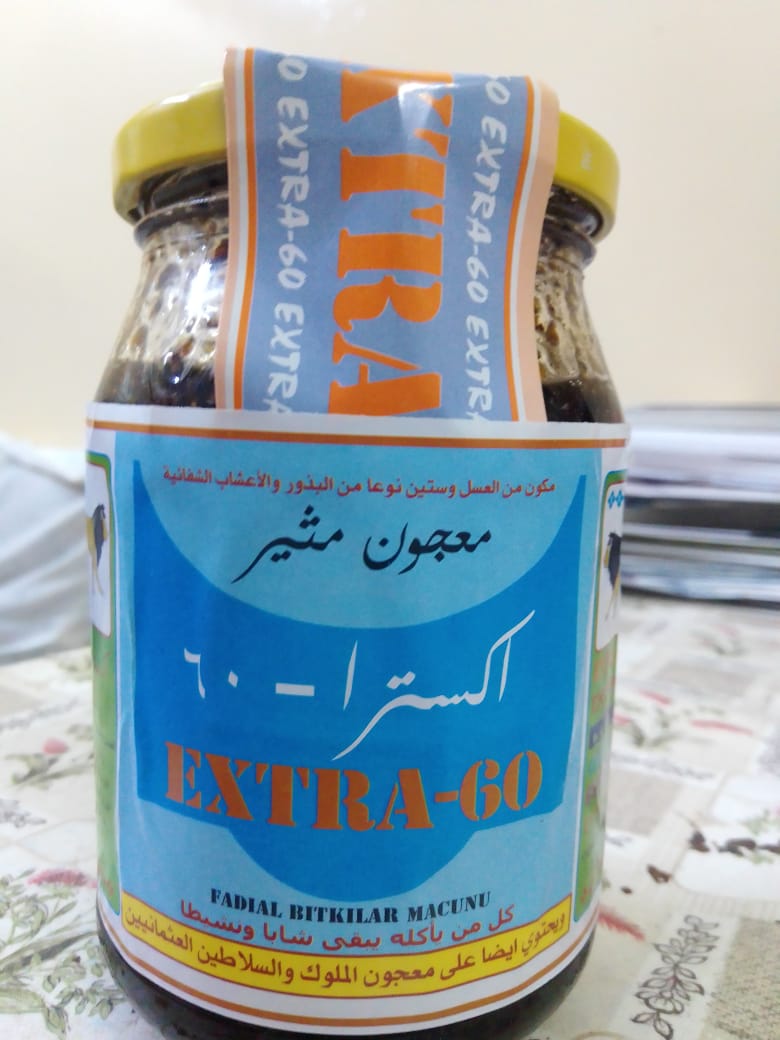 O EXTRA-60 EXTRA
XTRA
O EXTRA-60 EXTRA
مكون من العسل وستين نوعا من البذور والأعشاب الشفائية
معجون مثير
اكسترا - ٦٠
EXTRA-60
FADIAL BITKILAR MACUNU
كل من يأكله يبقى شابا ونشيطا
ويحتوي ايضا على معجون الملوك والسلاطين العثمانيين